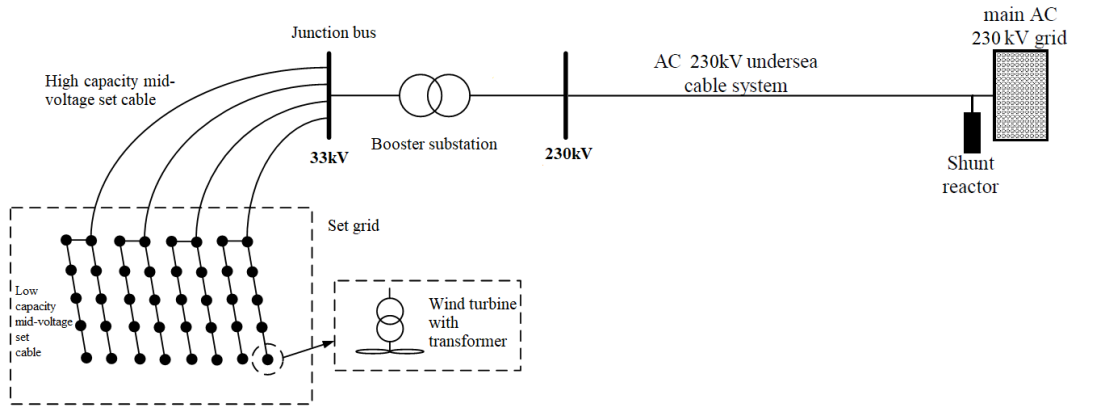 main AC
230 kV grid
Junction bus
AC 230kV undersea
cable system
High capacity mid-
voltage set cable
Booster substation
33kV
230kV
Shunt
reactor
Set grid
Low
capacity
mid-voltage
set
cable
Wind turbine
with
transformer